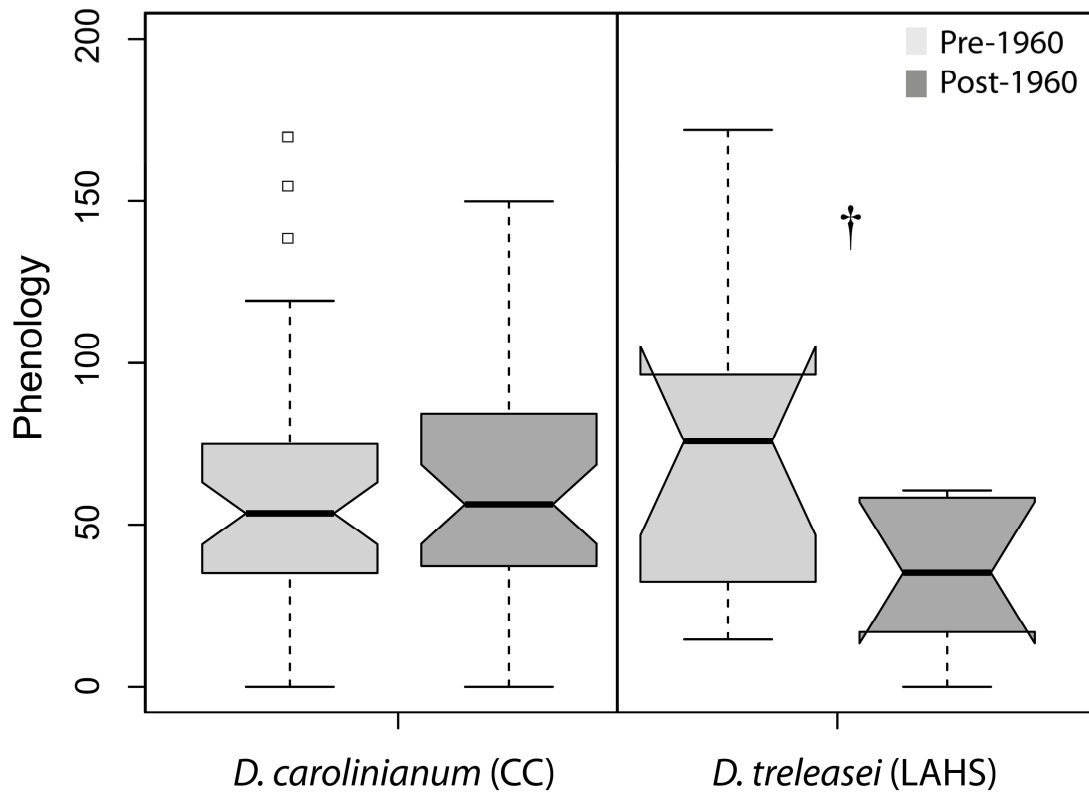 Pre-1960
Post-1960
Phenology
200
150
100
50
0
†
D. carolinianum (CC)
D. treleasei (LAHS)